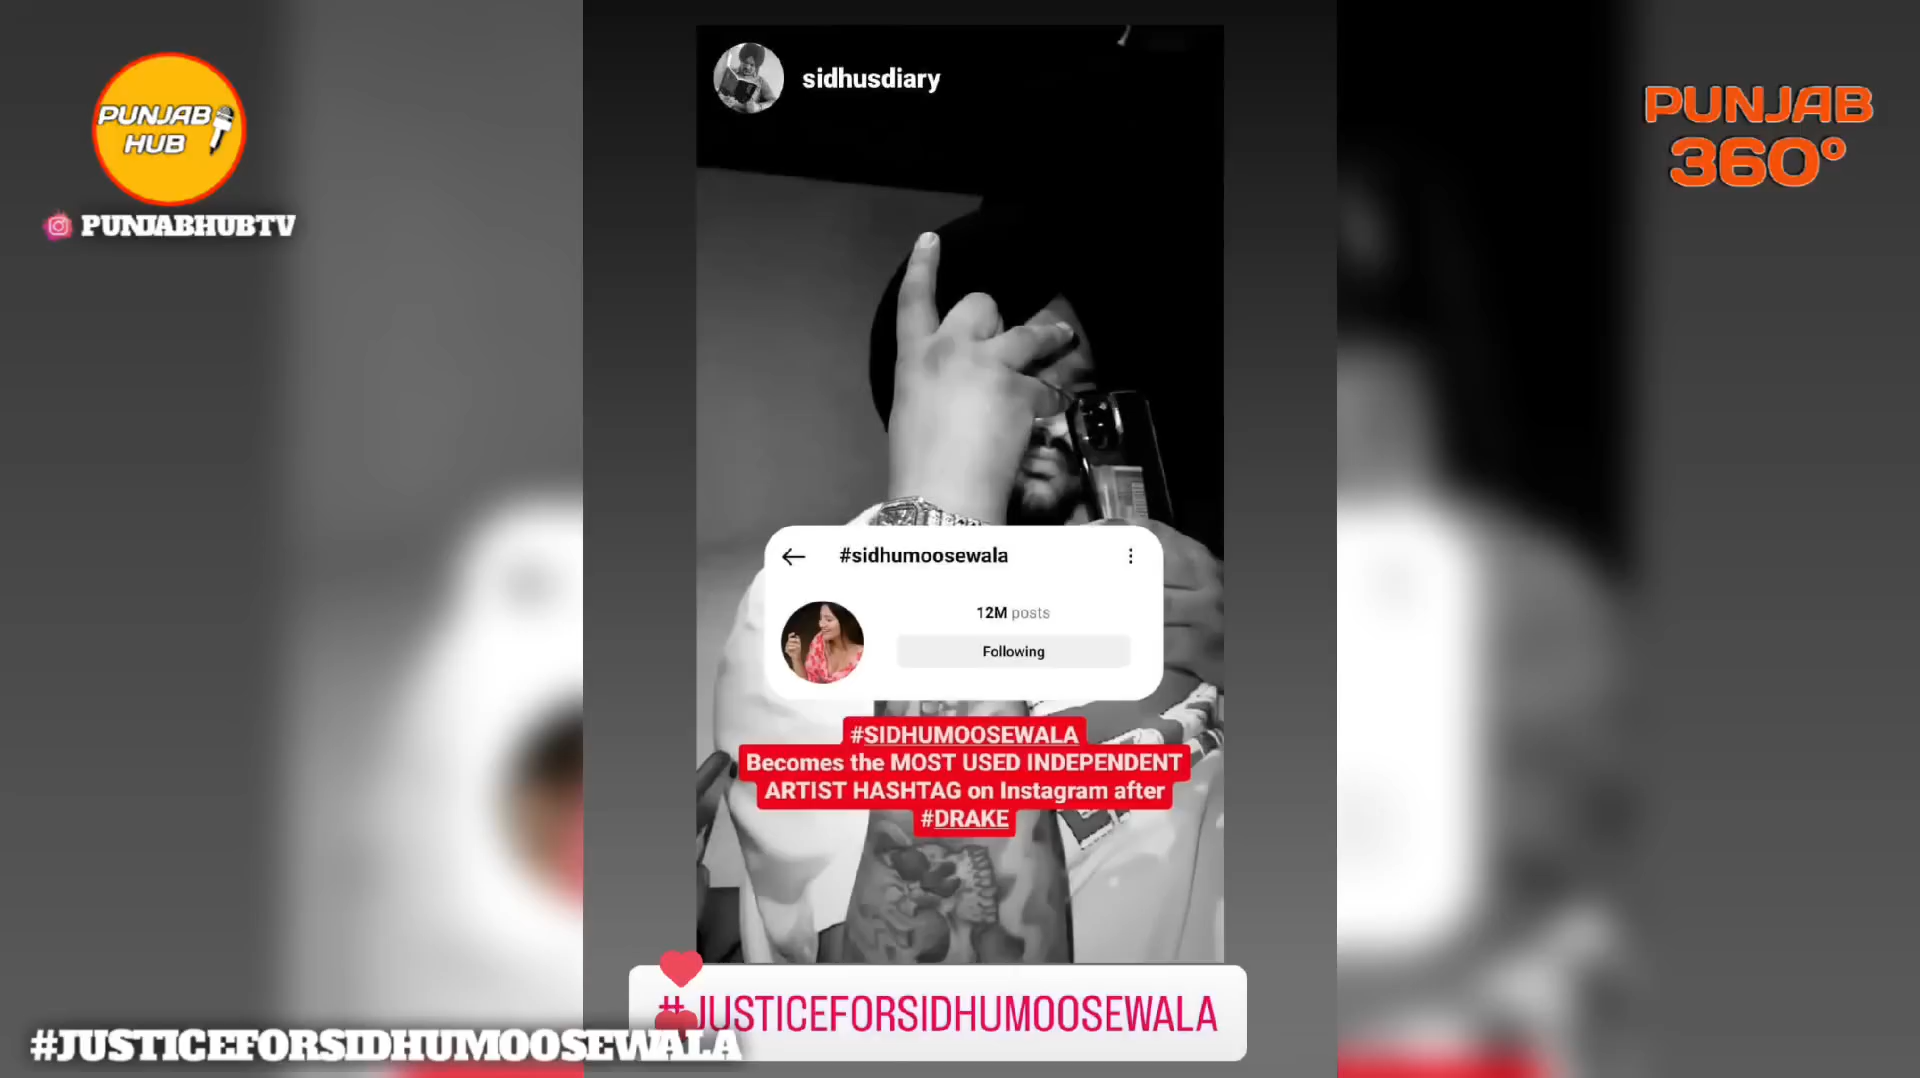 PUNJAB
HUB
PUNJABHUBTV
sidhusdiary
PUNJAB
360°
#sidhumoosewala
12M posts
Following
#SIDHUMOOSEWALA
Becomes the MOST USED INDEPENDENT
ARTIST HASHTAG on Instagram after
#DRAKE
#JUSTICEFORSIDHUMOOSEWALA
#JUSTICEFORSIDHUMOOSEWALA